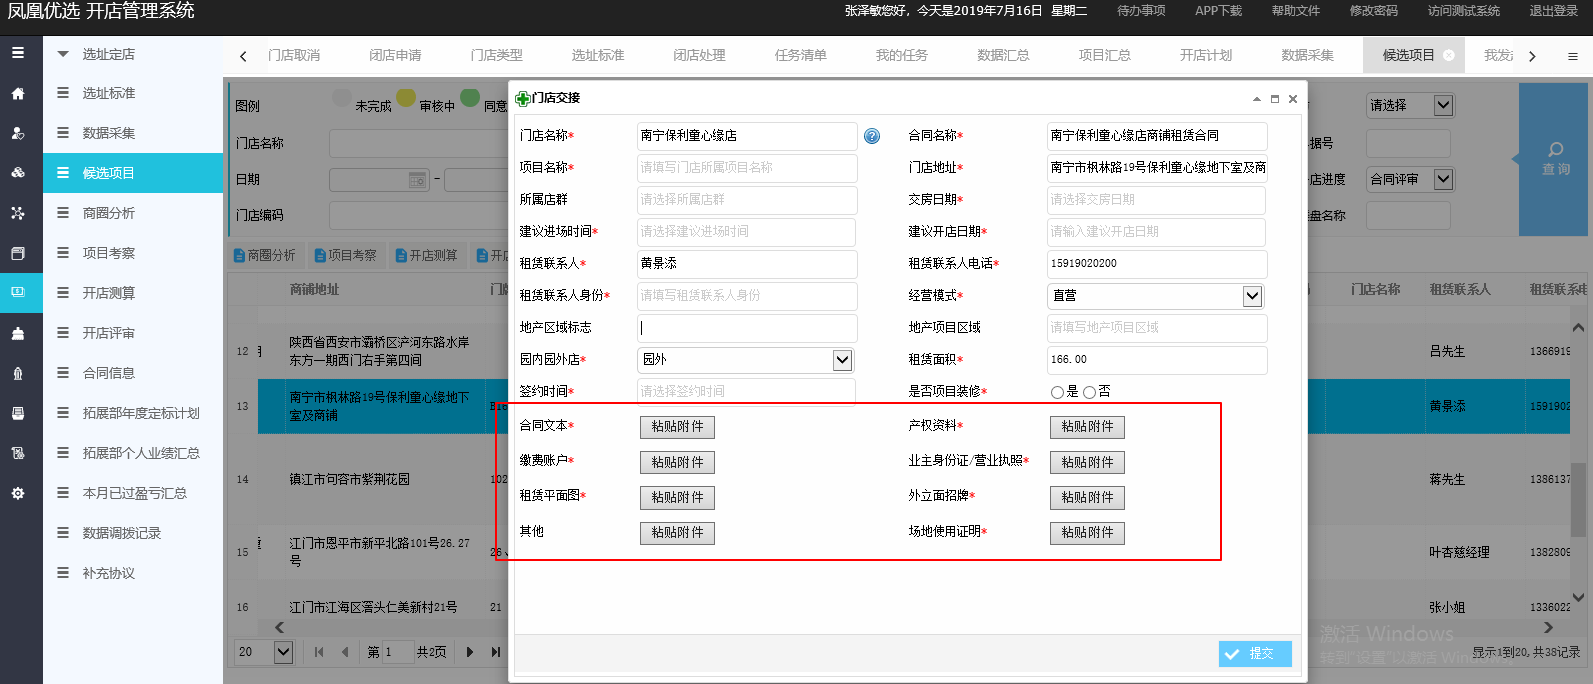 凤凰优选 开店管理系统
张泽敏您好，今天是2019年7月16日 星期二 待办事项 APP下载 帮助文件 修改密码 访问测试系统 退出登录
选址定店
选址标准
数据采集
候选项目
商圈分析
项目考察
开店测算
开店评审
合同信息
拓展部年度定标计划
拓展部个人业绩汇总
本月已过盈亏汇总
数据调拨记录
补充协议
门店取消 闭店申请 门店类型 选址标准 闭店处理 任务清单 我的任务 数据汇总 项目汇总 开店计划 数据采集 候选项目 我发
图例 未完成 审核中 同意
门店名称
日期 -
门店编码
请选择
据号
店进度 合同评审
盘名称
查 询
商圈分析 项目考察 开店测算 开店
商铺地址 门店名称 租赁联系人 租赁联系电
12 陕西省西安市灞桥区浐河东路水岸
东方一期西门右手第四间 吕先生 1366919
13 南宁市枫林路19号保利童心缘地下
室及商铺 黄景添 1591902
14 镇江市句容市紫荆花园 102 蒋先生 1386137
15 江门市恩平市新平北路101号26.27
号 26、 叶杏慈经理 1382809
16 江门市江海区滘头仁美新村21号 21 张小姐 1336022
20 第 1 共2页 显示1到20,共38记录
门店交接
门店名称* 南宁保利童心缘店 合同名称* 南宁保利童心缘店商铺租赁合同
项目名称* 请填写门店所属项目名称 门店地址* 南宁市枫林路19号保利童心缘地下室及商
所属店群 请选择所属店群 交房日期* 请选择交房日期
建议进场时间* 请选择建议进场时间 建议开店日期* 请输入建议开店日期
租赁联系人* 黄景添 租赁联系人电话* 15919020200
租赁联系人身份* 请填写租赁联系人身份 经营模式* 直营
地产区域标志 地产项目区域 请填写地产项目区域
园内园外店* 园外 租赁面积* 166.00
签约时间* 请选择签约时间 是否项目装修* 是 否
合同文本* 粘贴附件 产权资料* 粘贴附件
缴费账户* 粘贴附件 业主身份证/营业执照* 粘贴附件
租赁平面图* 粘贴附件 外立面招牌* 粘贴附件
其他 粘贴附件 场地使用证明* 粘贴附件
提交
激活 Windows
转到"设置"以激活 Windows。